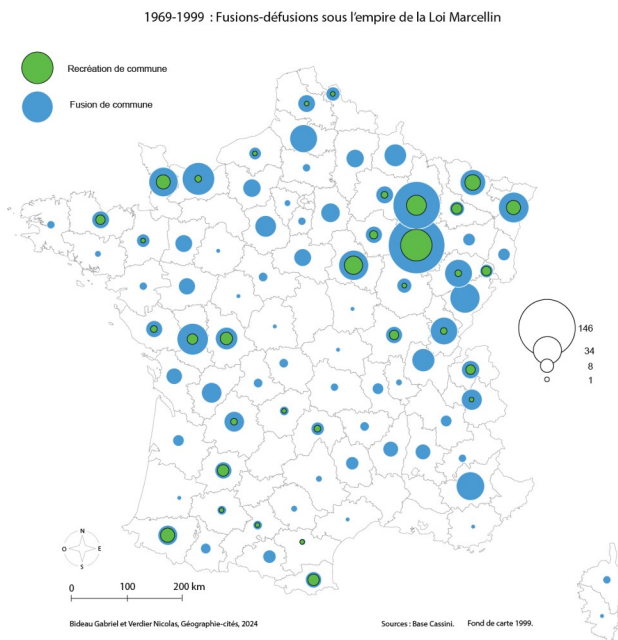 1969-1999 : Fusions-défusions sous l'empire de la Loi Marcellin
Recréation de commune
Fusion de commune
146
34
8
1
N
O E
S
0 100 200 km
Bideau Gabriel et Verdier Nicolas, Géographie-cités, 2024 Sources : Base Cassini. Fond de carte 1999.